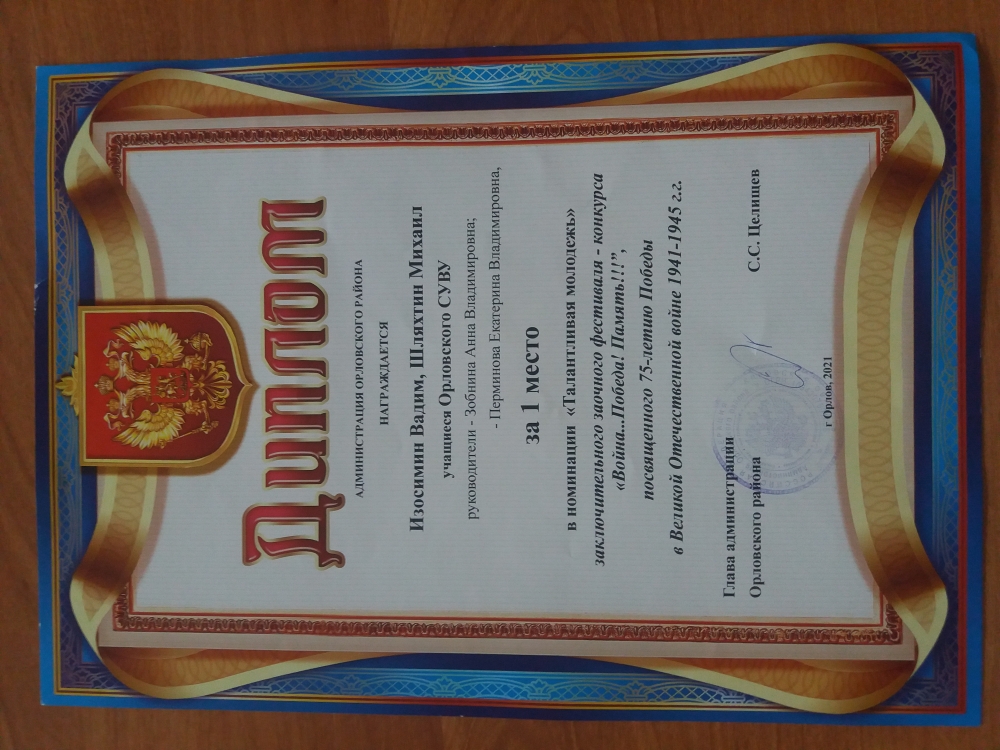 Диплом
АДМИНИСТРАЦИЯ ОРЛОВСКОГО РАЙОНА
НАГРАЖДАЕТСЯ
Изосимин Вадим, Шляхтин Михаил
учащиеся Орловского СУВУ
руководители - Зобнина Анна Владимировна;
- Перминова Екатерина Владимировна,
за 1 место
в номинации «Талантливая молодежь»
заключительного заочного фестиваля - конкурса
«Война...Победа! Память!!!”,
посвященного 75-летию Победы
в Великой Отечественной войне 1941-1945 г.г.
Глава администрации
Орловского района С.С. Целищев
г Орлов, 2021